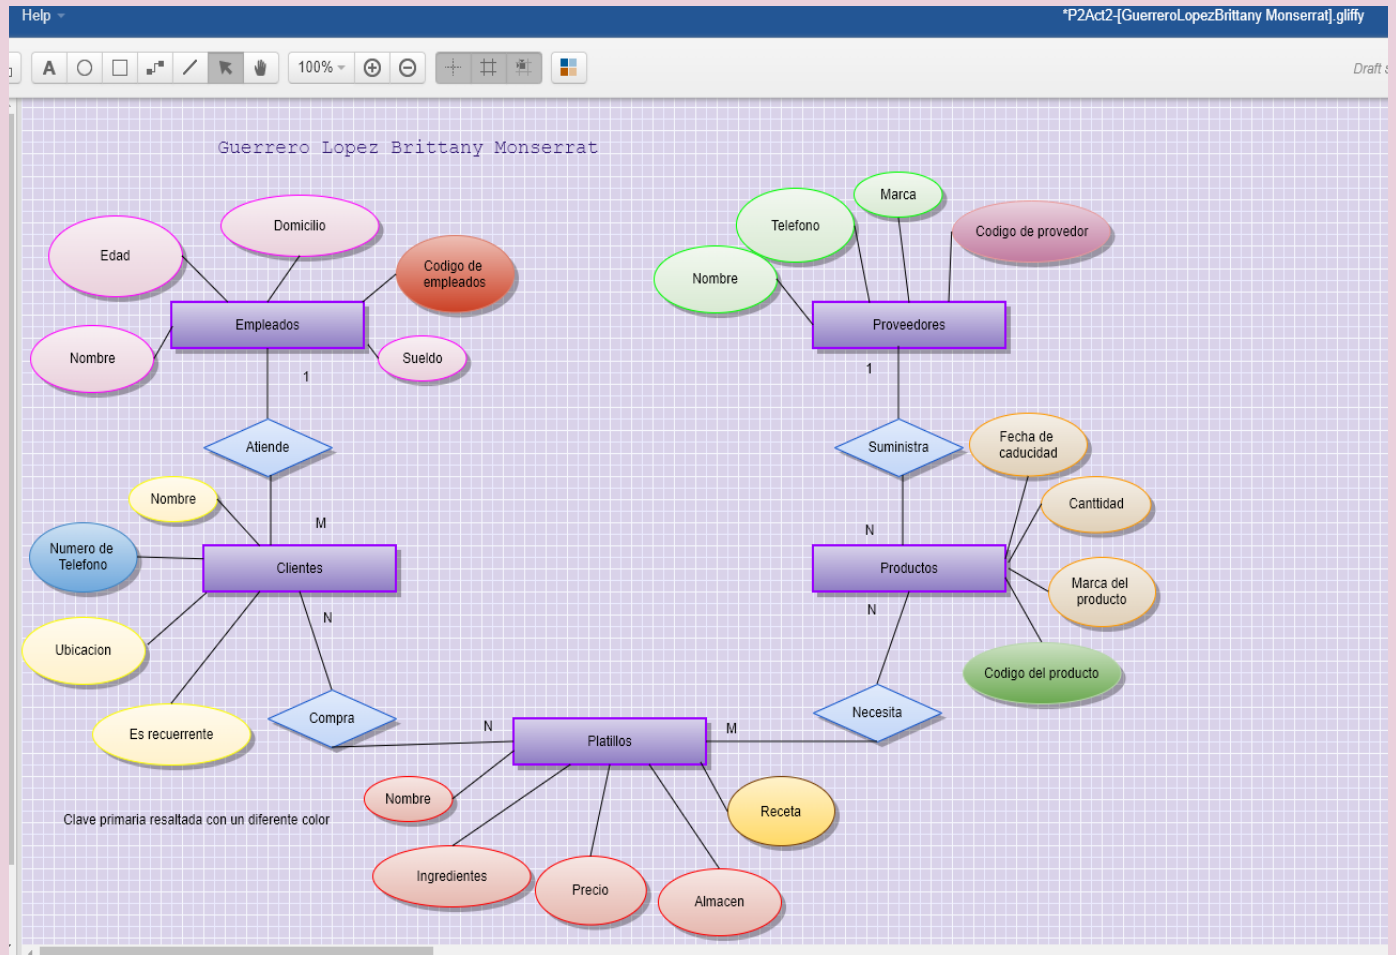 Help
*P2Act2-[GuerreroLopezBrittany Monserrat].gliffy
A
100%
Draft
Guerrero Lopez Brittany Monserrat
Edad
Domicilio
Codigo de
empleados
Empleados
Nombre
Sueldo
1
Atiende
Nombre
M
Numero de
Telefono
Clientes
Ubicacion
N
Es recuerrente
Compra
N
Marca
Telefono
Codigo de provedor
Nombre
Proveedores
1
Suministra
Fecha de
caducidad
Canttidad
N
Productos
Marca del
producto
N
Codigo del producto
Necesita
M
Platillos
Nombre
Receta
Ingredientes
Precio
Almacen
Clave primaria resaltada con un diferente color